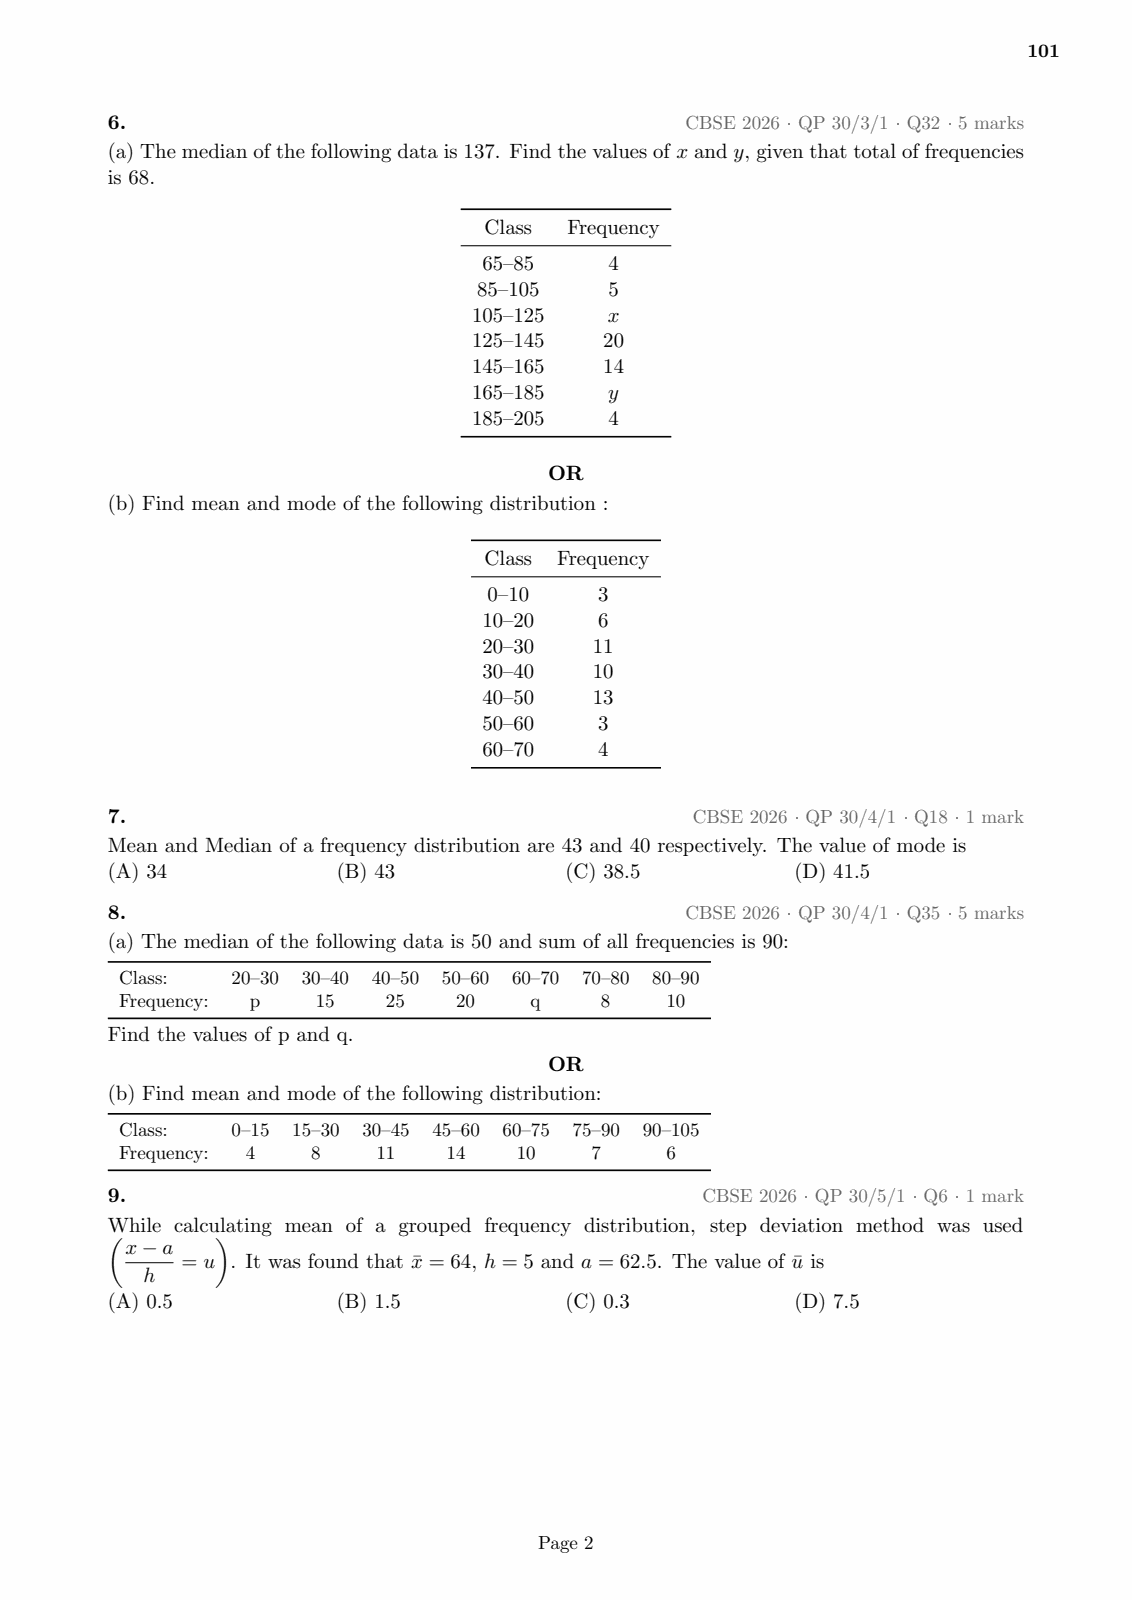 101
6. CBSE 2026 · QP 30/3/1 · Q32 · 5 marks
(a) The median of the following data is 137. Find the values of x and y, given that total of frequencies
is 68.
Class Frequency
65–85 4
85–105 5
105–125 x
125–145 20
145–165 14
165–185 y
185–205 4
OR
(b) Find mean and mode of the following distribution :
Class Frequency
0–10 3
10–20 6
20–30 11
30–40 10
40–50 13
50–60 3
60–70 4
7. CBSE 2026 · QP 30/4/1 · Q18 · 1 mark
Mean and Median of a frequency distribution are 43 and 40 respectively. The value of mode is
(A) 34 (B) 43 (C) 38.5 (D) 41.5
8. CBSE 2026 · QP 30/4/1 · Q35 · 5 marks
(a) The median of the following data is 50 and sum of all frequencies is 90:
Class: 20–30 30–40 40–50 50–60 60–70 70–80 80–90
Frequency: p 15 25 20 q 8 10
Find the values of p and q.
OR
(b) Find mean and mode of the following distribution:
Class: 0–15 15–30 30–45 45–60 60–75 75–90 90–105
Frequency: 4 8 11 14 10 7 6
9. CBSE 2026 · QP 30/5/1 · Q6 · 1 mark
While calculating mean of a grouped frequency distribution, step deviation method was used
(x − a / h = u). It was found that x̄ = 64, h = 5 and a = 62.5. The value of ū is
(A) 0.5 (B) 1.5 (C) 0.3 (D) 7.5
Page 2